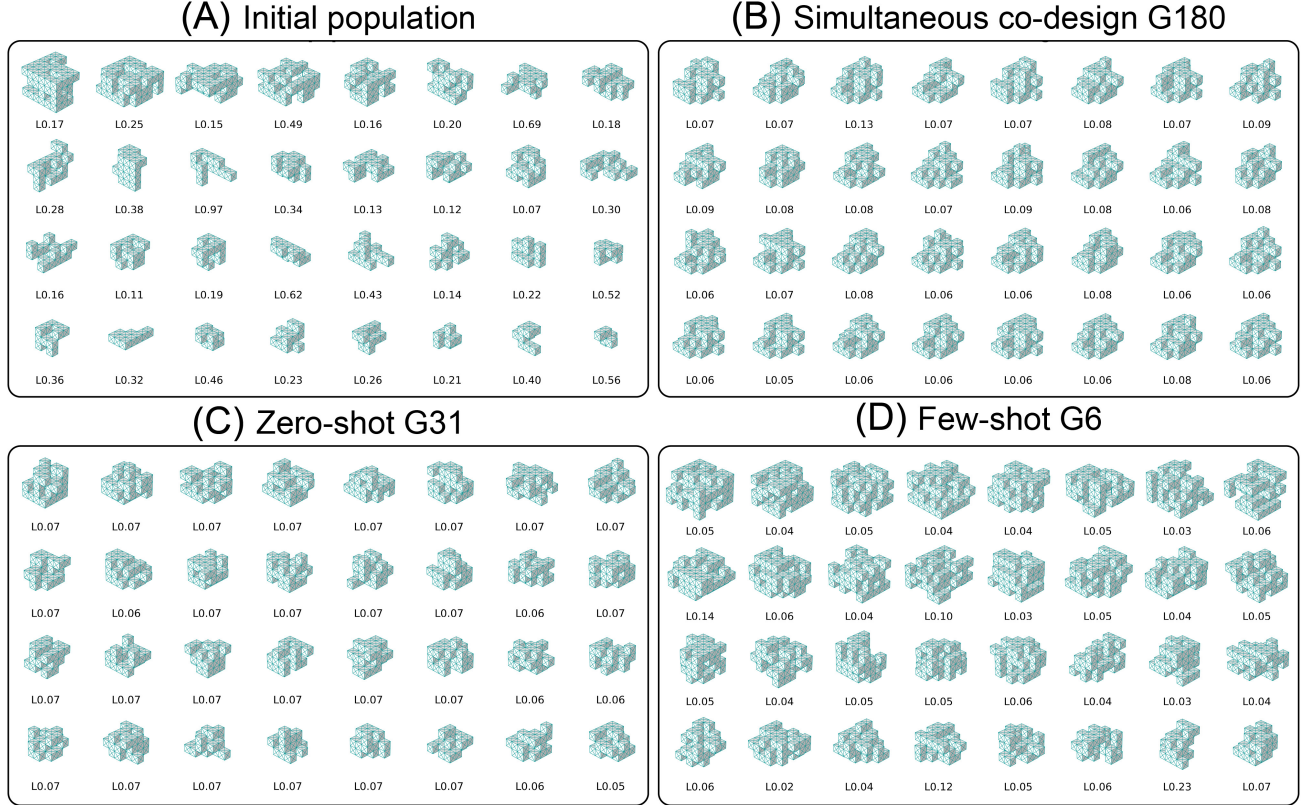 (A) Initial population
L0.17 L0.25 L0.15 L0.49 L0.16 L0.20 L0.69 L0.18
L0.28 L0.38 L0.97 L0.34 L0.13 L0.12 L0.07 L0.30
L0.16 L0.11 L0.19 L0.62 L0.43 L0.14 L0.22 L0.52
L0.36 L0.32 L0.46 L0.23 L0.26 L0.21 L0.40 L0.56
(B) Simultaneous co-design G180
L0.07 L0.07 L0.13 L0.07 L0.07 L0.08 L0.07 L0.09
L0.09 L0.08 L0.08 L0.07 L0.09 L0.08 L0.06 L0.08
L0.06 L0.07 L0.08 L0.06 L0.06 L0.08 L0.06 L0.06
L0.06 L0.05 L0.06 L0.06 L0.06 L0.06 L0.08 L0.06
(C) Zero-shot G31
L0.07 L0.07 L0.07 L0.07 L0.07 L0.07 L0.07 L0.07
L0.07 L0.06 L0.07 L0.07 L0.07 L0.07 L0.06 L0.07
L0.07 L0.07 L0.07 L0.07 L0.07 L0.07 L0.06 L0.06
L0.07 L0.07 L0.07 L0.07 L0.07 L0.07 L0.06 L0.05
(D) Few-shot G6
L0.05 L0.04 L0.05 L0.04 L0.04 L0.05 L0.03 L0.06
L0.14 L0.06 L0.04 L0.10 L0.03 L0.05 L0.04 L0.05
L0.05 L0.04 L0.05 L0.05 L0.06 L0.04 L0.03 L0.04
L0.06 L0.02 L0.04 L0.12 L0.05 L0.06 L0.23 L0.07